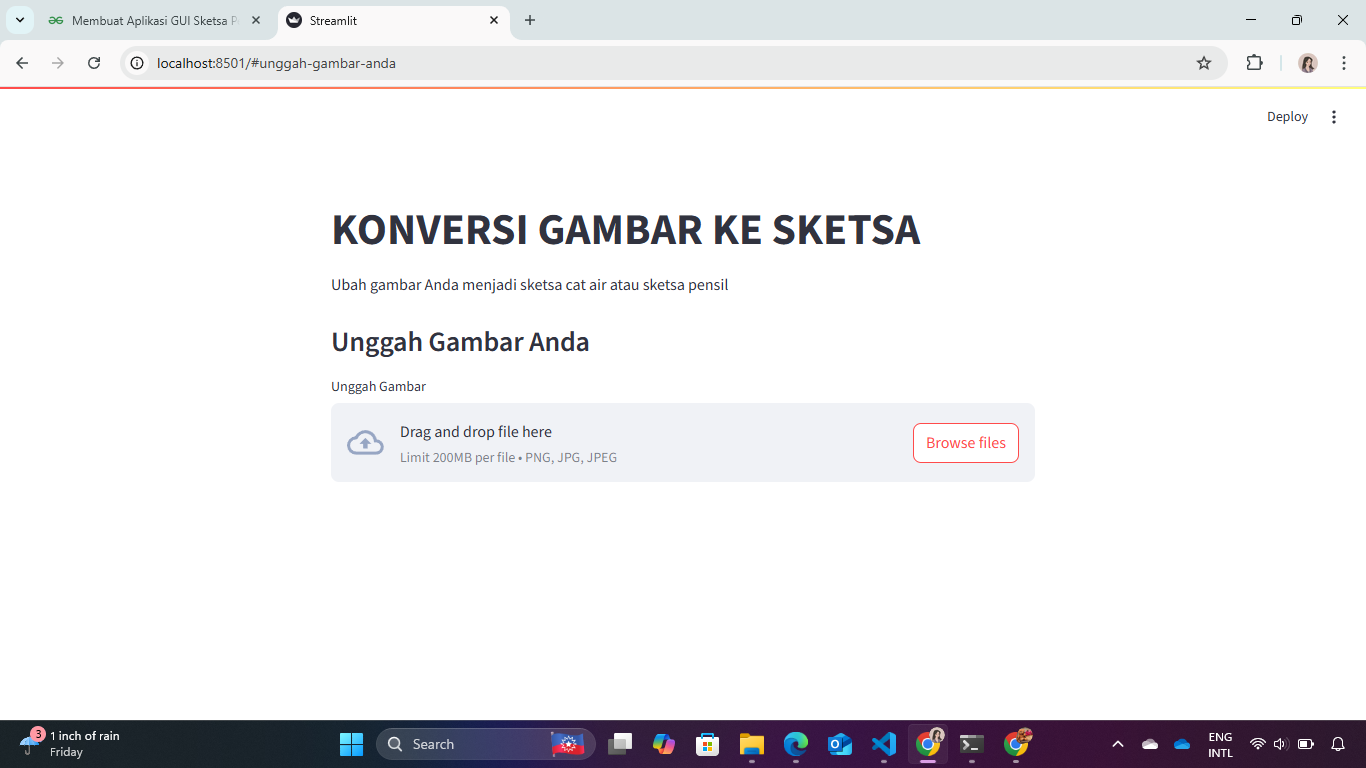 Membuat Aplikasi GUI Sketsa
Streamlit
localhost:8501/#unggah-gambar-anda
Deploy
KONVERSI GAMBAR KE SKETSA
Ubah gambar Anda menjadi sketsa cat air atau sketsa pensil
Unggah Gambar Anda
Unggah Gambar
Drag and drop file here
Limit 200MB per file • PNG, JPG, JPEG
Browse files
3
1 inch of rain
Friday
Search
ENG
INTL